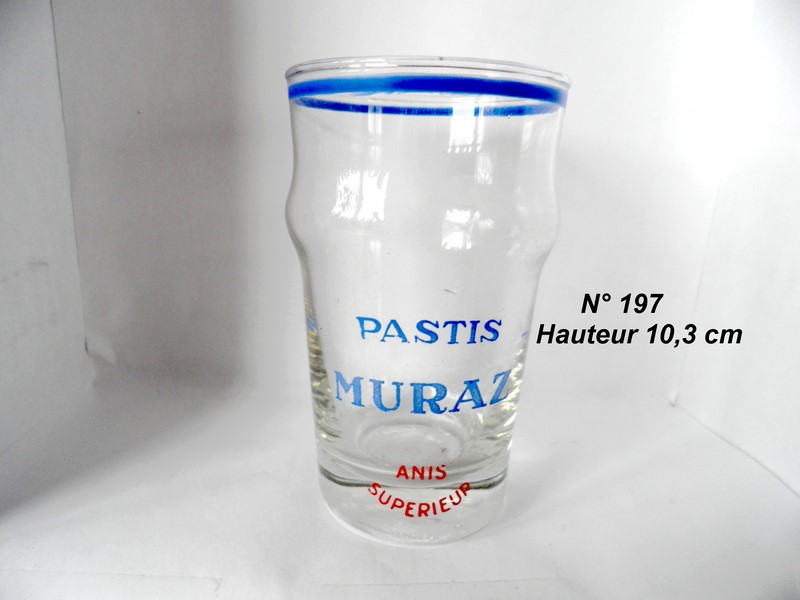 N° 197
Hauteur 10,3 cm
PASTIS
MURAZ
ANIS
SUPERIEUR